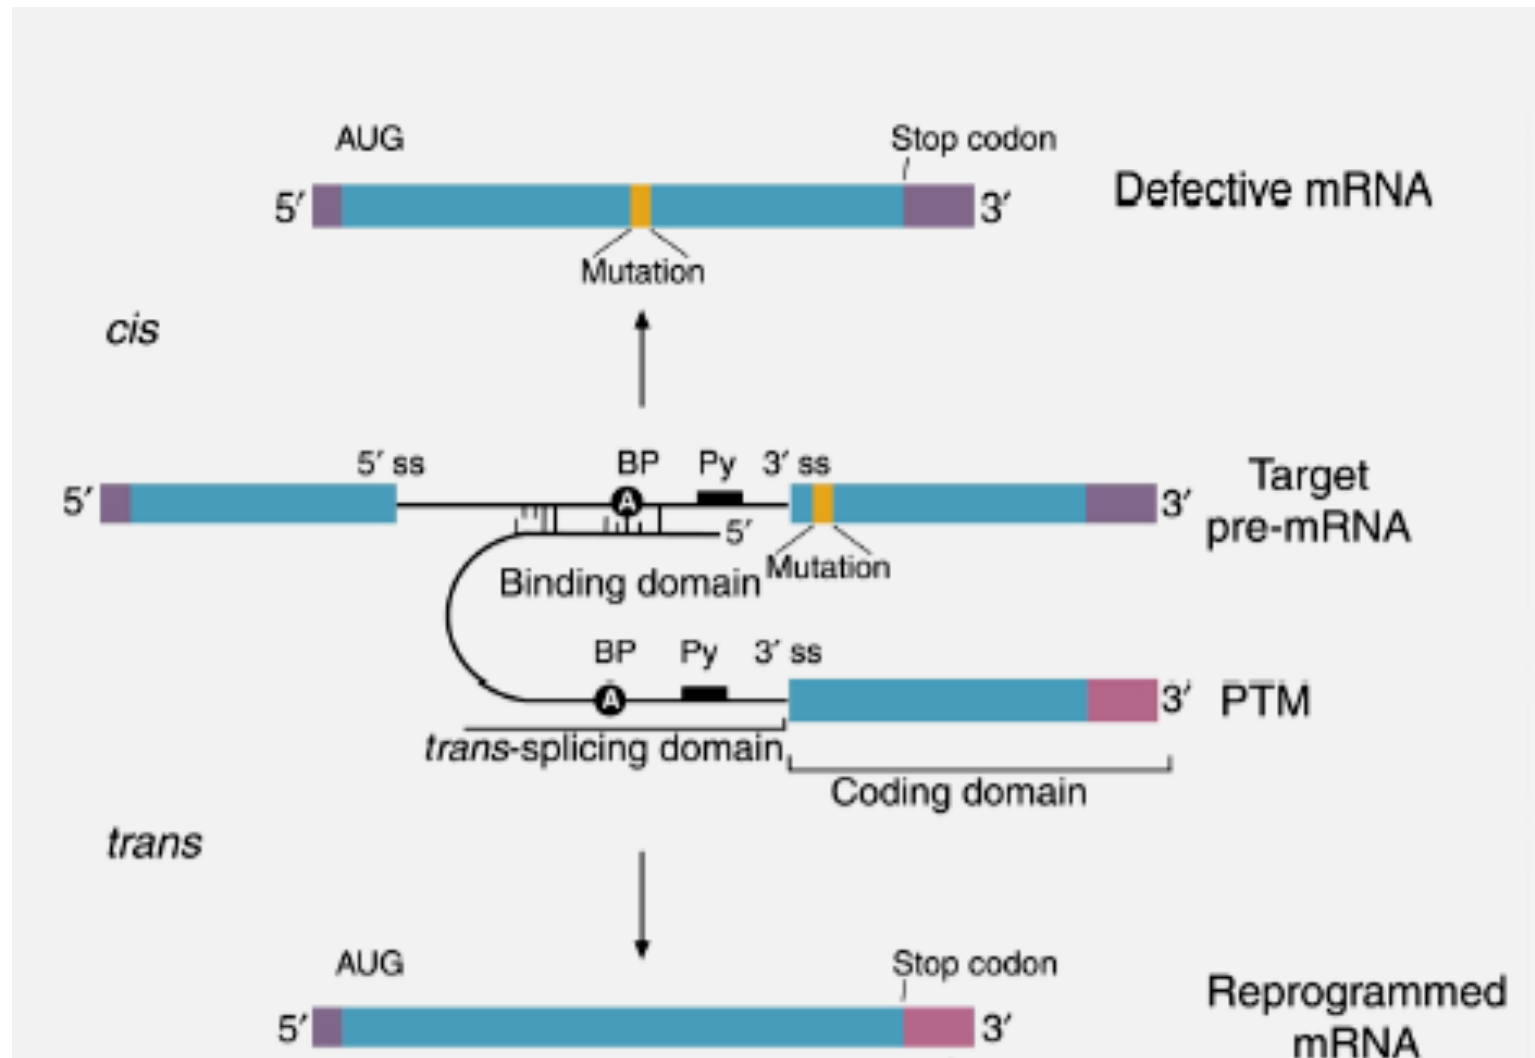 AUG
Stop codon
5′
3′
Defective mRNA
Mutation
cis
5′ ss
BP
Py
3′ ss
5′
A
3′
Target
pre-mRNA
5′
Binding domain
Mutation
BP
Py
3′ ss
A
3′
PTM
trans-splicing domain
Coding domain
trans
AUG
Stop codon
5′
3′
Reprogrammed
mRNA